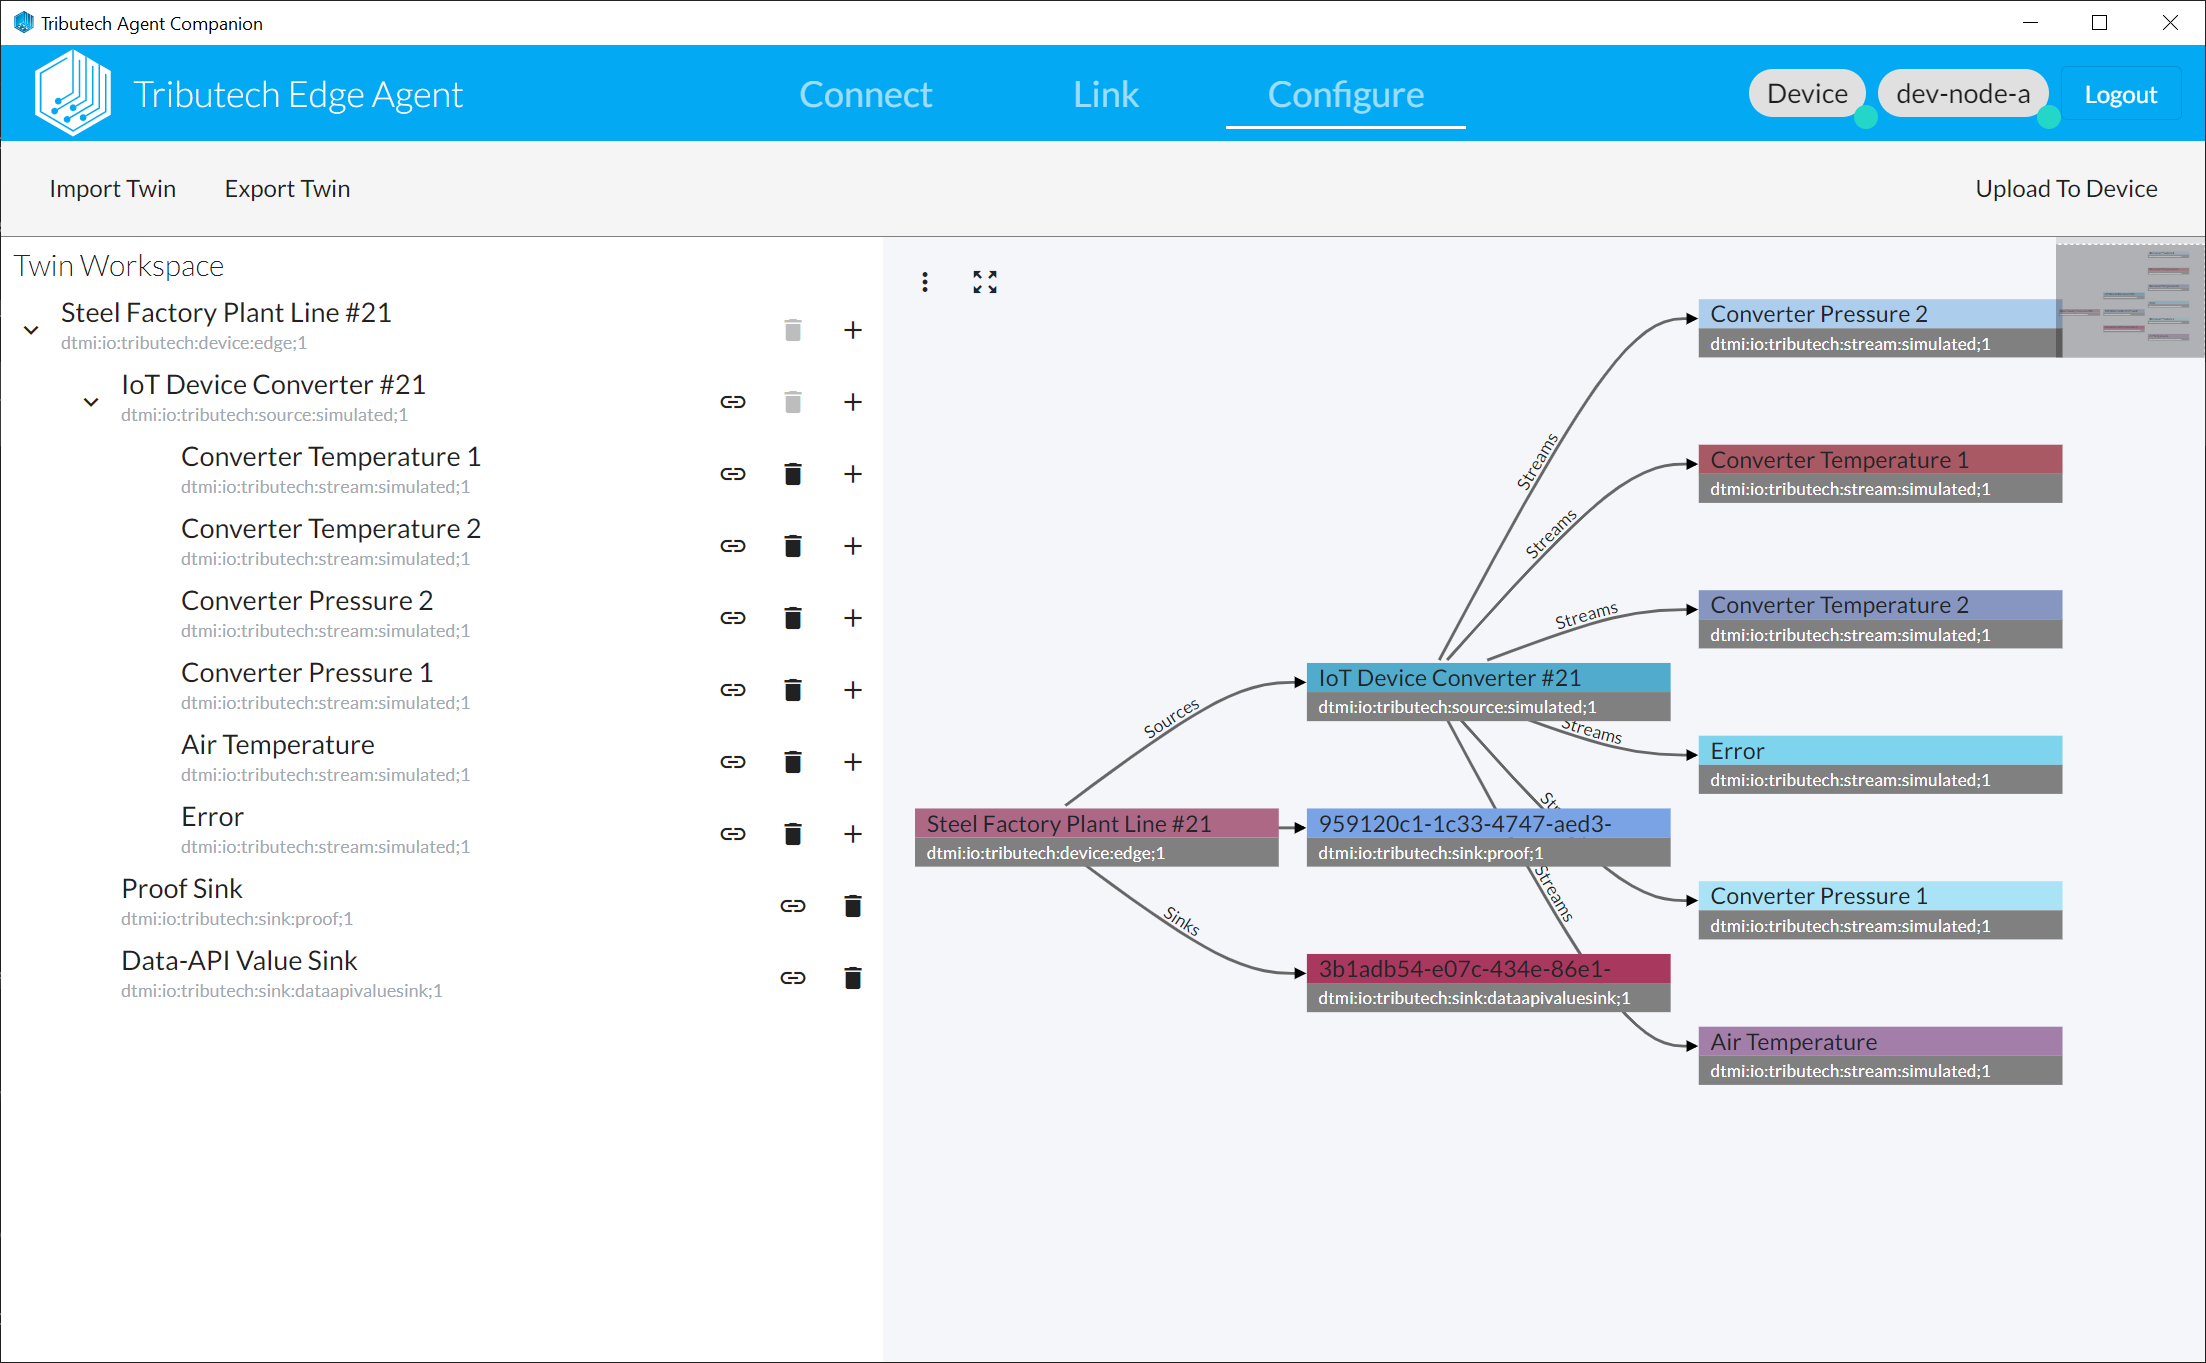 Tributech Agent Companion
Tributech Edge Agent
Connect
Link
Configure
Device
dev-node-a
Logout
Import Twin
Export Twin
Upload To Device
Twin Workspace
Steel Factory Plant Line #21
dtmi:io:tributech:device:edge;1
IoT Device Converter #21
dtmi:io:tributech:source:simulated;1
Converter Temperature 1
dtmi:io:tributech:stream:simulated;1
Converter Temperature 2
dtmi:io:tributech:stream:simulated;1
Converter Pressure 2
dtmi:io:tributech:stream:simulated;1
Converter Pressure 1
dtmi:io:tributech:stream:simulated;1
Air Temperature
dtmi:io:tributech:stream:simulated;1
Error
dtmi:io:tributech:stream:simulated;1
Proof Sink
dtmi:io:tributech:sink:proof;1
Data-API Value Sink
dtmi:io:tributech:sink:dataapivaluesink;1
Converter Pressure 2
dtmi:io:tributech:stream:simulated;1
Streams
Converter Temperature 1
dtmi:io:tributech:stream:simulated;1
Streams
Converter Temperature 2
dtmi:io:tributech:stream:simulated;1
Streams
IoT Device Converter #21
dtmi:io:tributech:source:simulated;1
Sources
Streams
Error
dtmi:io:tributech:stream:simulated;1
Steel Factory Plant Line #21
dtmi:io:tributech:device:edge;1
959120c1-1c33-4747-aed3-
dtmi:io:tributech:sink:proof;1
Streams
Converter Pressure 1
dtmi:io:tributech:stream:simulated;1
Sinks
3b1adb54-e07c-434e-86e1-
dtmi:io:tributech:sink:dataapivaluesink;1
Air Temperature
dtmi:io:tributech:stream:simulated;1